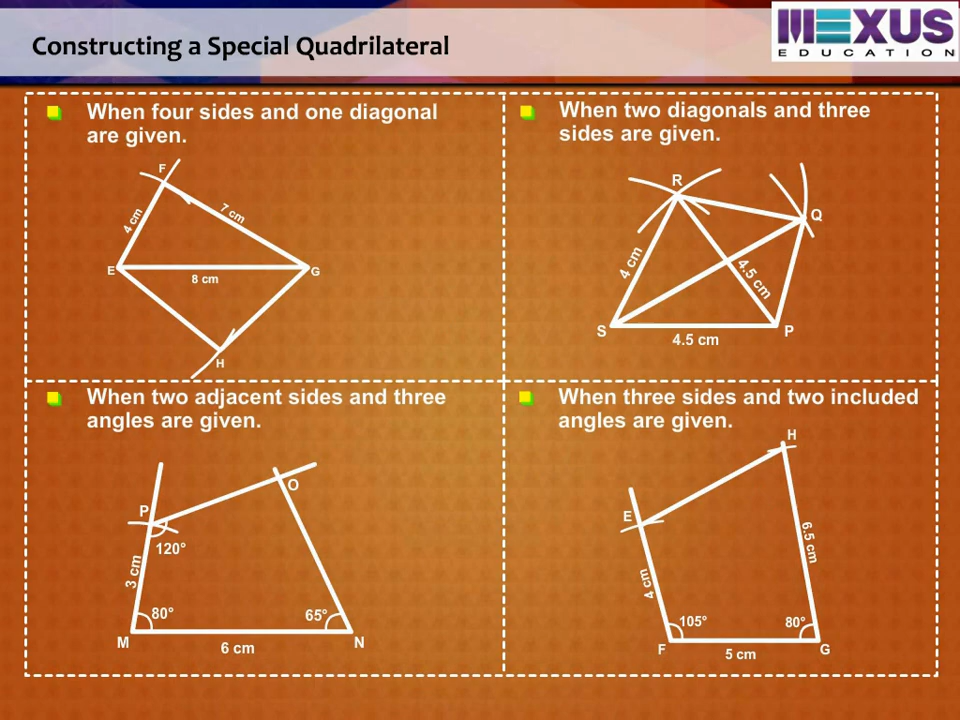 Constructing a Special Quadrilateral
MEXUS
EDUCATION
When four sides and one diagonal
are given.
F
4 cm
7 cm
E
8 cm
G
H
When two diagonals and three
sides are given.
R
Q
4 cm
4.5 cm
S
P
4.5 cm
When two adjacent sides and three
angles are given.
O
P
120°
3 cm
80°
65°
M
6 cm
N
When three sides and two included
angles are given.
H
E
6.5 cm
4 cm
105°
80°
F
5 cm
G